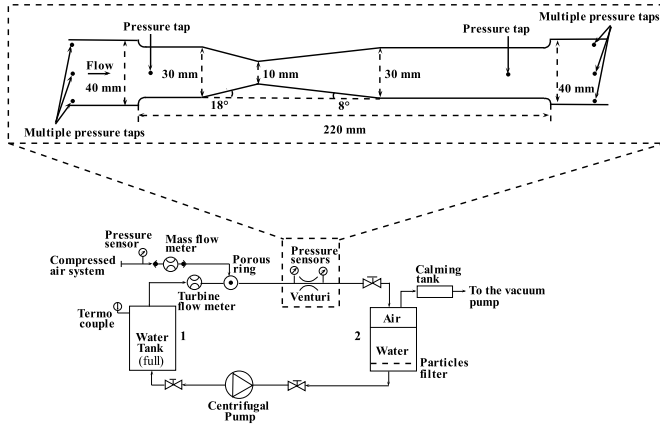 Multiple pressure taps
Pressure tap
Pressure tap
Flow
40 mm
30 mm
10 mm
30 mm
40 mm
Multiple pressure taps
18°
8°
220 mm
Pressure
sensor
Mass flow
meter
Compressed
air system
Porous
ring
Pressure
sensors
Venturi
Turbine
flow meter
Calming
tank
To the vacuum
pump
Termo
couple
Water
Tank
(full)
1
2
Air
Water
Particles
filter
Centrifugal
Pump